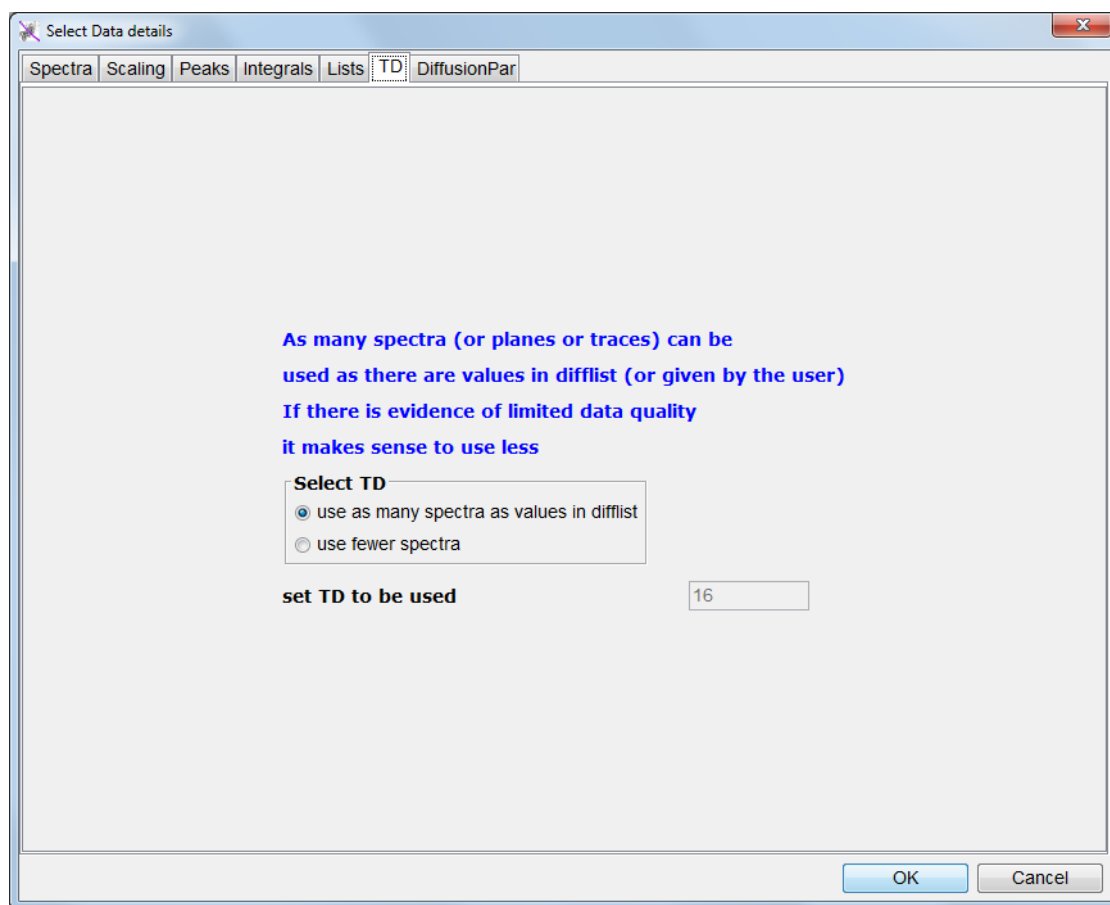 Select Data details
Spectra Scaling Peaks Integrals Lists TD DiffusionPar
As many spectra (or planes or traces) can be
used as there are values in difflist (or given by the user)
If there is evidence of limited data quality
it makes sense to use less
Select TD
use as many spectra as values in difflist
use fewer spectra
set TD to be used 16
OK Cancel